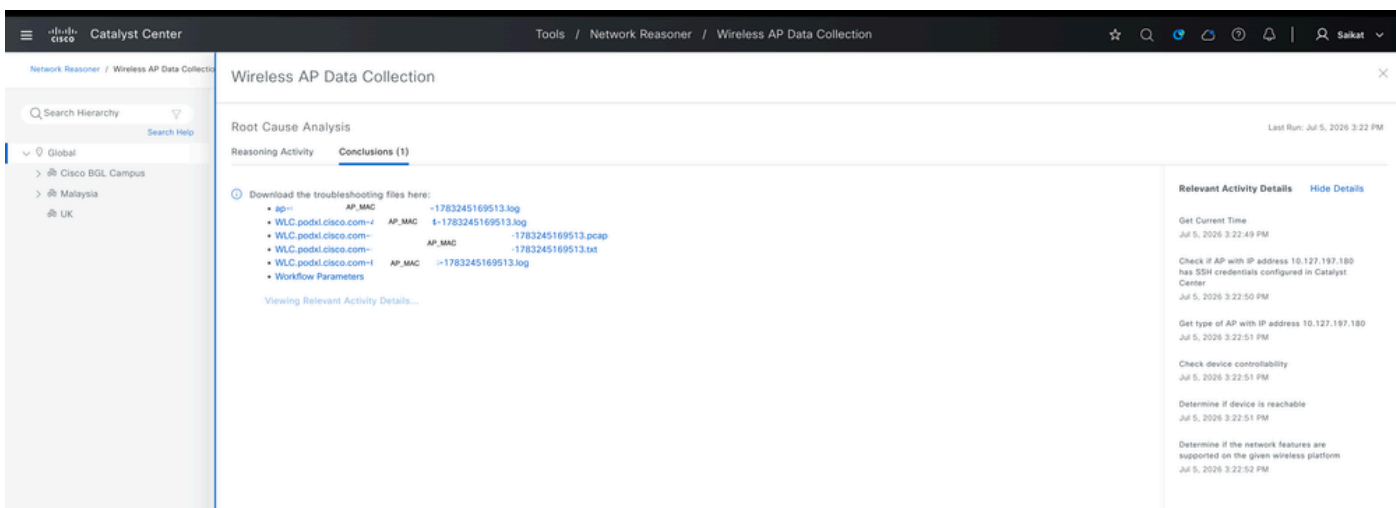 CISCO
Catalyst Center
Tools / Network Reasoner / Wireless AP Data Collection
Saikat
Network Reasoner / Wireless AP Data Collectio
Search Hierarchy
Search Help
Global
Cisco BGL Campus
Malaysia
UK
Wireless AP Data Collection
Root Cause Analysis
Last Run: Jul 5, 2026 3:22 PM
Reasoning Activity
Conclusions (1)
Download the troubleshooting files here:
• ap-- AP_MAC -1783245169513.log
• WLC.podxl.cisco.com- AP_MAC -1783245169513.log
• WLC.podxl.cisco.com- AP_MAC -1783245169513.pcap
• WLC.podxl.cisco.com- -1783245169513.txt
• WLC.podxl.cisco.com- AP_MAC -1783245169513.log
• Workflow Parameters
Viewing Relevant Activity Details...
Relevant Activity Details
Hide Details
Get Current Time
Jul 5, 2026 3:22:49 PM
Check if AP with IP address 10.127.197.180
has SSH credentials configured in Catalyst
Center
Jul 5, 2026 3:22:50 PM
Get type of AP with IP address 10.127.197.180
Jul 5, 2026 3:22:51 PM
Check device controllability
Jul 5, 2026 3:22:51 PM
Determine if device is reachable
Jul 5, 2026 3:22:51 PM
Determine if the network features are
supported on the given wireless platform
Jul 5, 2026 3:22:52 PM